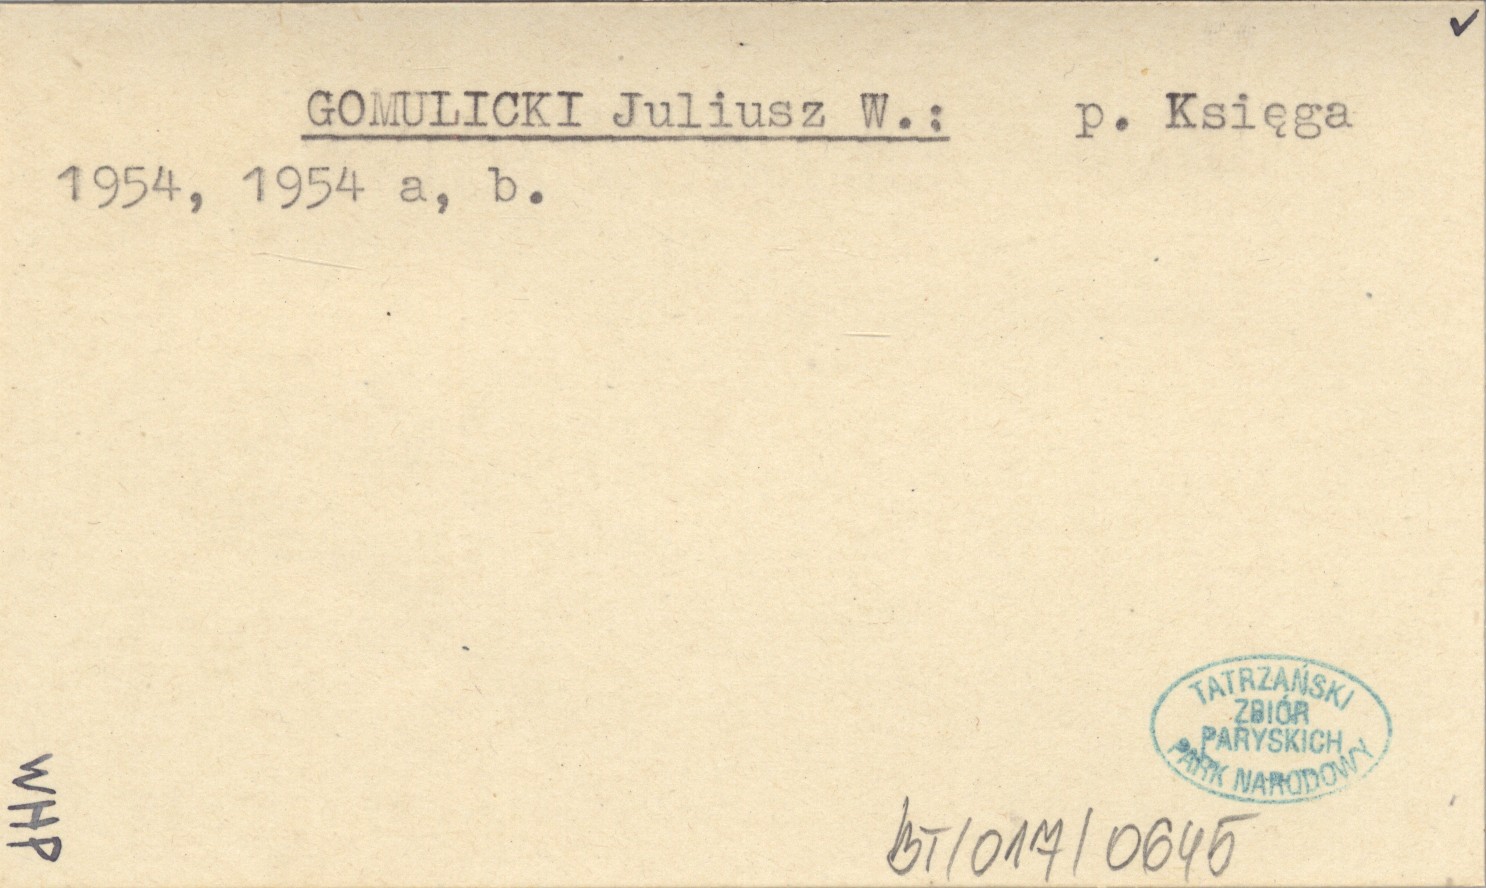 ✓
GOMULICKI Juliusz W.: p. Księga
1954, 1954 a, b.
TATRZAŃSKI
ZBIÓR
PARYSKICH
PARK NARODOWY
WHP
BT/017/0645